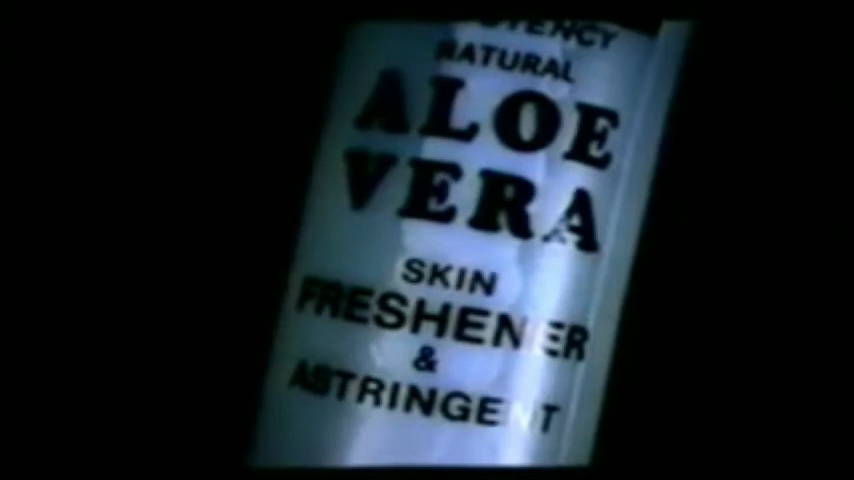 NATURAL
ALOE
VERA
SKIN
FRESHENER
&
ASTRINGENT